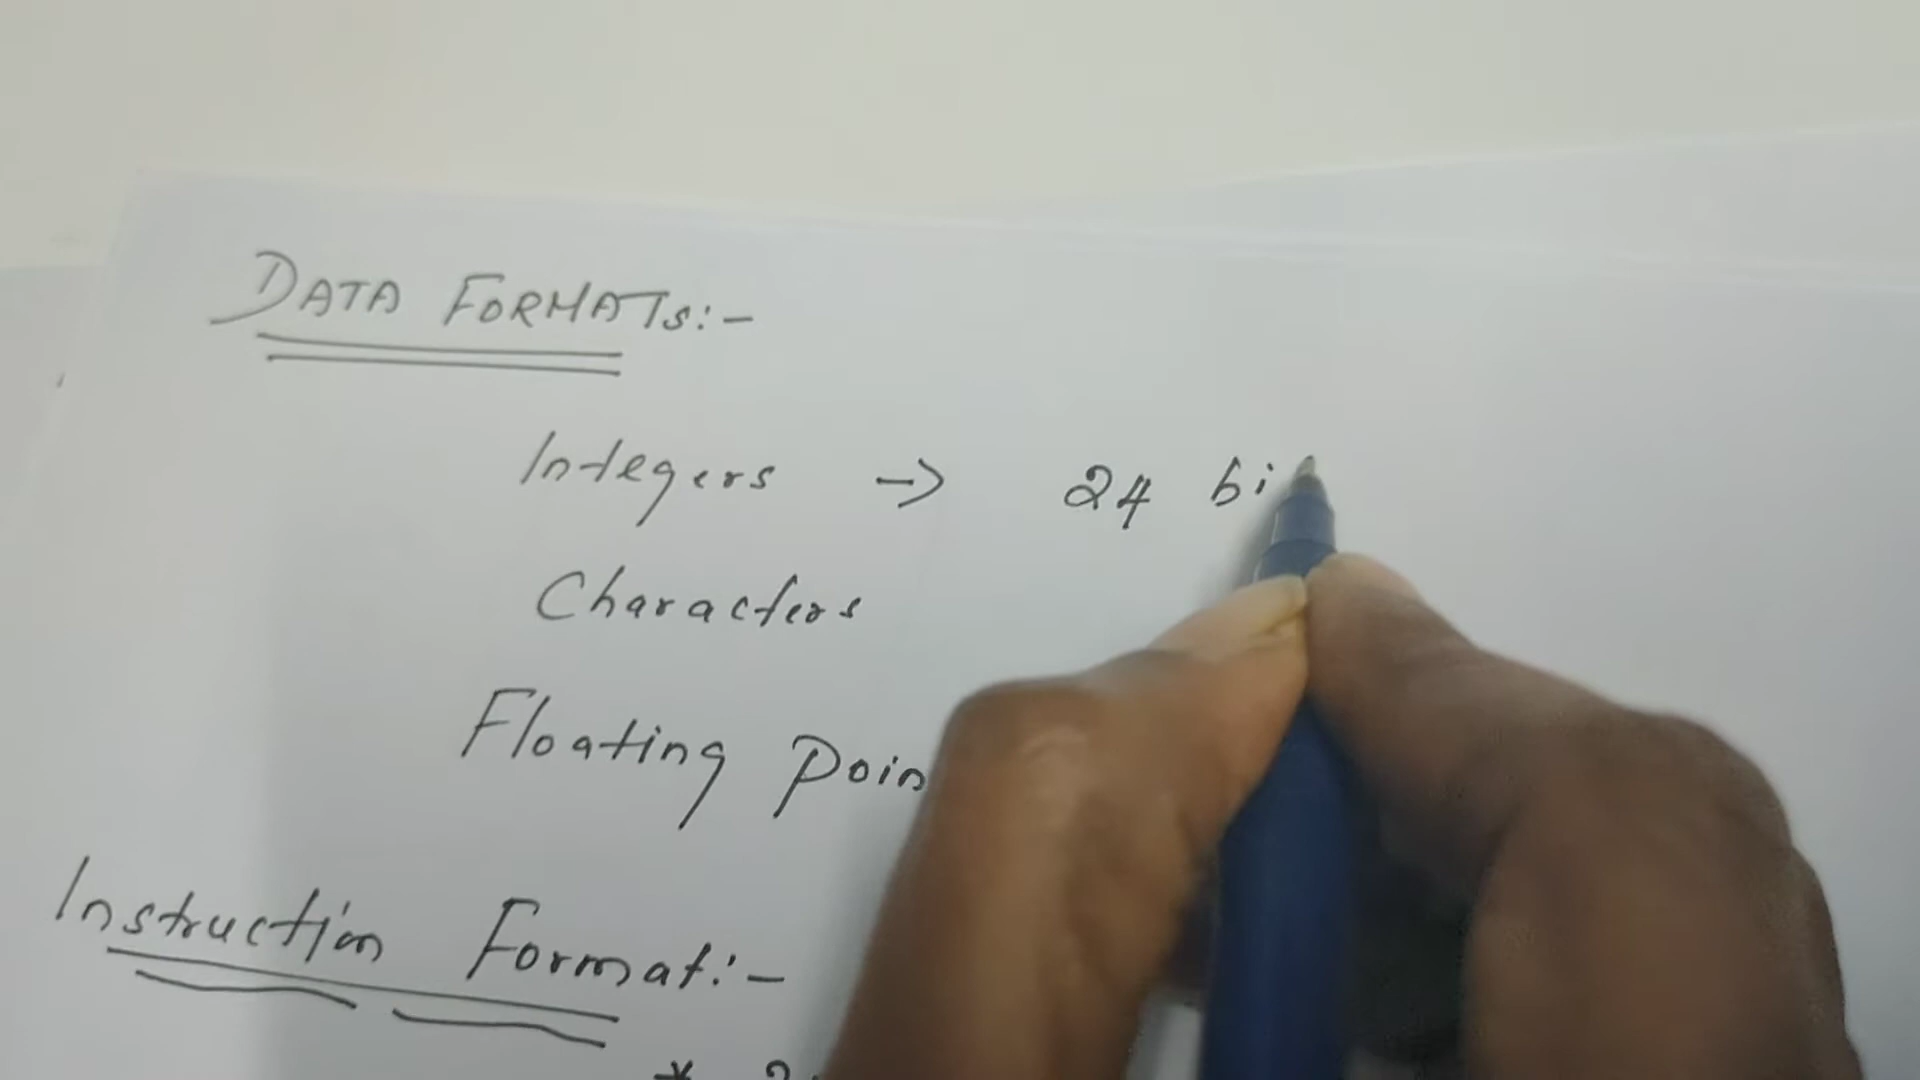 DATA FORMATS:-
Integers -> 24 bi
Characters
Floating Poin
Instruction Format:-